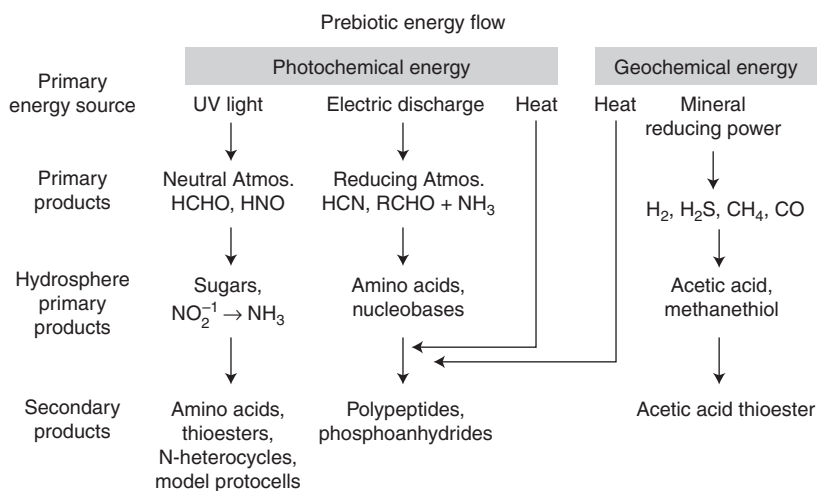 Prebiotic energy flow
Photochemical energy
Geochemical energy
Primary
energy source
UV light
Electric discharge
Heat
Heat
Mineral
reducing power
Primary
products
Neutral Atmos.
HCHO, HNO
Reducing Atmos.
HCN, RCHO + NH₃
H₂, H₂S, CH₄, CO
Hydrosphere
primary
products
Sugars,
NO₂⁻¹ → NH₃
Amino acids,
nucleobases
Acetic acid,
methanethiol
Secondary
products
Amino acids,
thioesters,
N-heterocycles,
model protocells
Polypeptides,
phosphoanhydrides
Acetic acid thioester